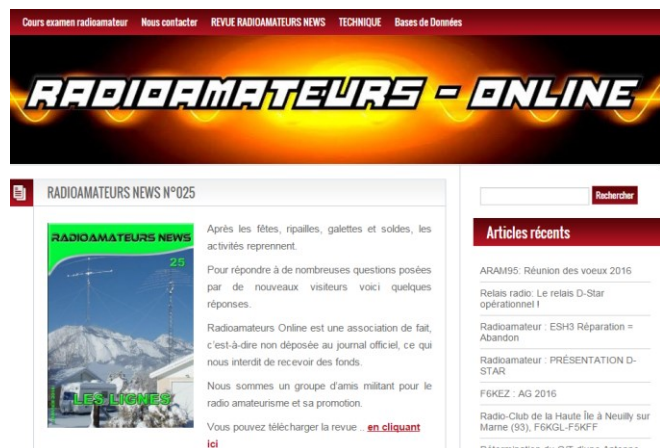 Cours examen radioamateur Nous contacter REVUE RADIOAMATEURS NEWS TECHNIQUE Bases de Données
RADIOAMATEURS - ONLINE
RADIOAMATEURS NEWS N°025
RADIOAMATEURS NEWS
25
LES LIGNES
Après les fêtes, ripailles, galettes et soldes, les
activités reprennent.
Pour répondre à de nombreuses questions posées
par de nouveaux visiteurs voici quelques
réponses.
Radioamateurs Online est une association de fait,
c'est-à-dire non déposée au journal officiel, ce qui
nous interdit de recevoir des fonds.
Nous sommes un groupe d'amis militant pour le
radio amateurisme et sa promotion.
Vous pouvez télécharger la revue .. en cliquant
ici
Rechercher
Articles récents
ARAM95: Réunion des voeux 2016
Relais radio: Le relais D-Star
opérationnel !
Radioamateur : ESH3 Réparation =
Abandon
Radioamateur : PRÉSENTATION D-
STAR
F6KEZ : AG 2016
Radio-Club de la Haute Île à Neuilly sur
Marne (93), F6KGL-F5KFF